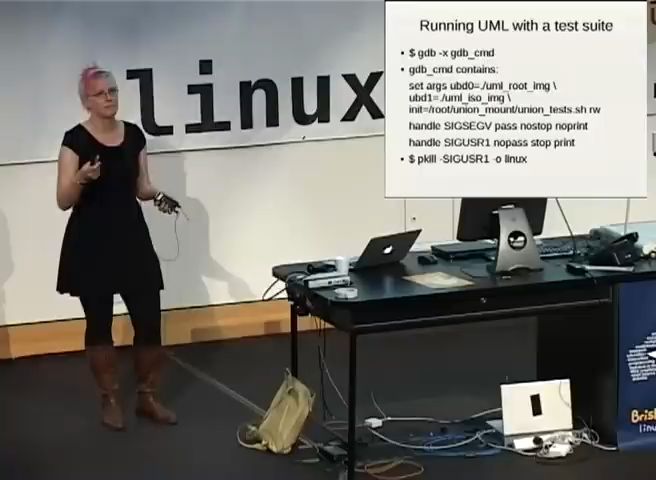 Running UML with a test suite
• $ gdb -x gdb_cmd
• gdb_cmd contains:
set args ubd0=./uml_root_img \
ubd1=./uml_iso_img \
init=/root/union_mount/union_tests.sh rw
handle SIGSEGV pass nostop noprint
handle SIGUSR1 nopass stop print
• $ pkill -SIGUSR1 -o linux
linux